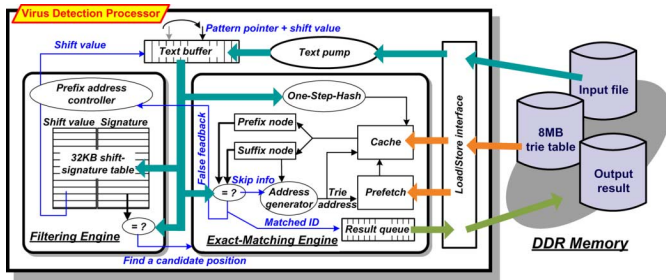 Virus Detection Processor
Pattern pointer + shift value
Shift value
Text buffer
Text pump
Prefix address
controller
Shift value Signature
32KB shift-
signature table
= ?
Filtering Engine
Find a candidate position
False feadback
One-Step-Hash
Prefix node
Suffix node
Cache
Skip info
= ?
Address
generator
Trie
address
Prefetch
Matched ID
Result queue
Exact-Matching Engine
Load/Store interface
Input file
8MB
trie table
Output
result
DDR Memory